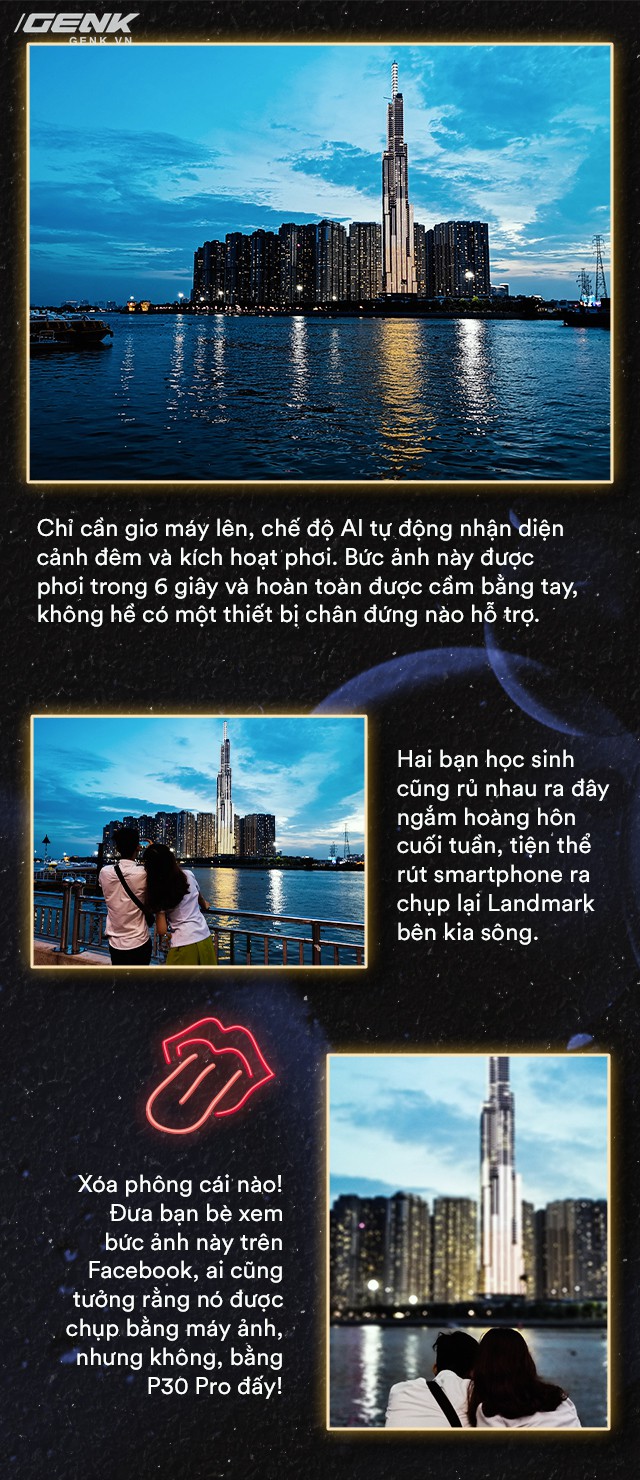 GENK
GENK.VN
Chỉ cần giơ máy lên, chế độ AI tự động nhận diện
cảnh đêm và kích hoạt phơi. Bức ảnh này được
phơi trong 6 giây và hoàn toàn được cầm bằng tay,
không hề có một thiết bị chân đứng nào hỗ trợ.
Hai bạn học sinh
cũng rủ nhau ra đây
ngắm hoàng hôn
cuối tuần, tiện thể
rút smartphone ra
chụp lại Landmark
bên kia sông.
Xóa phông cái nào!
Đưa bạn bè xem
bức ảnh này trên
Facebook, ai cũng
tưởng rằng nó được
chụp bằng máy ảnh,
nhưng không, bằng
P30 Pro đấy!